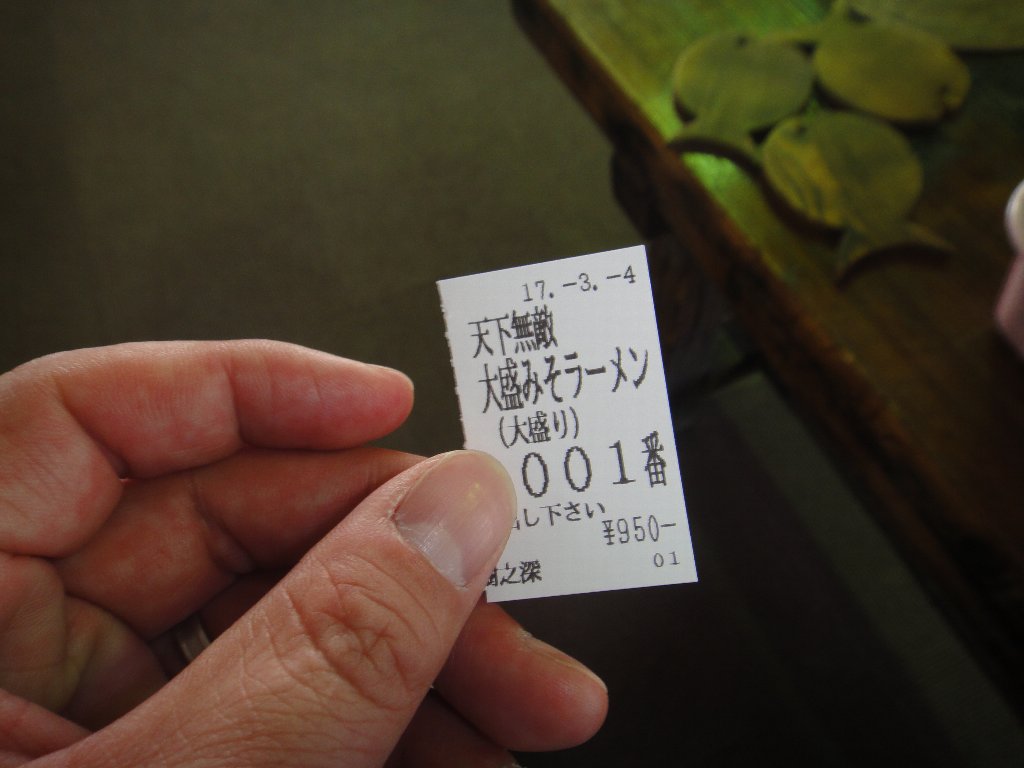 17.-3.-4
天下無敵
大盛みそラーメン
(大盛り)
001番
し下さい
¥950-
之深
01